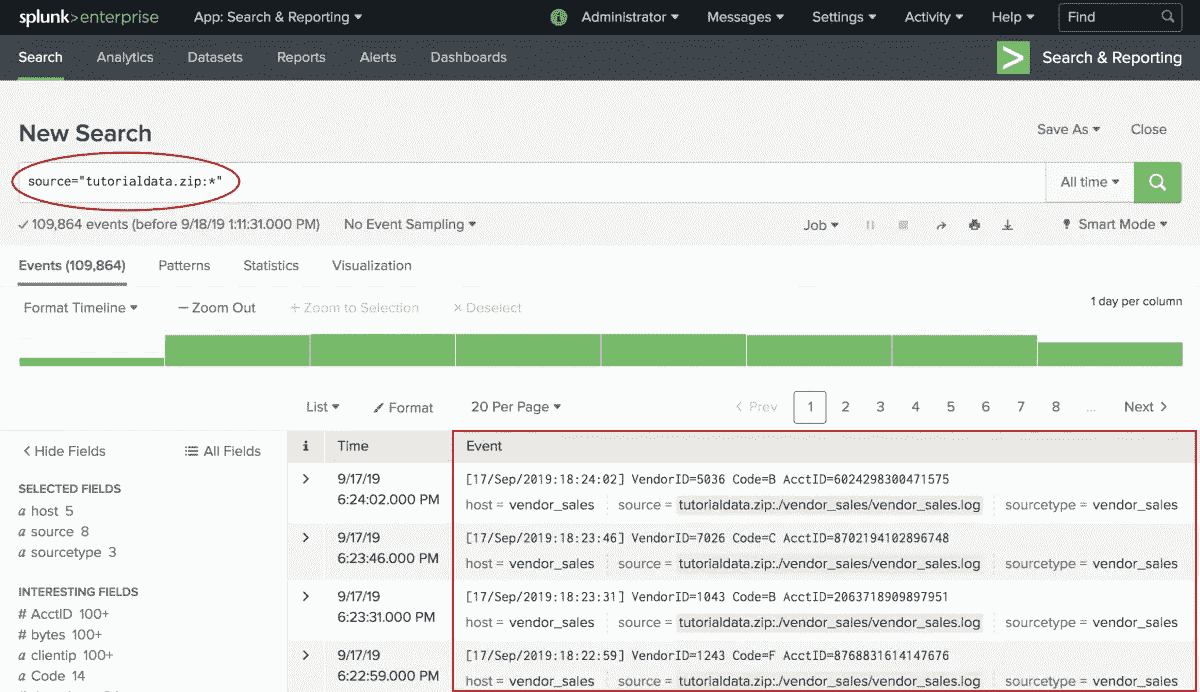 splunk>enterprise App: Search & Reporting Administrator Messages Settings Activity Help Find
Search Analytics Datasets Reports Alerts Dashboards Search & Reporting
New Search Save As Close
source="tutorialdata.zip:*" All time
109,864 events (before 9/18/19 1:11:31.000 PM) No Event Sampling Job Smart Mode
Events (109,864) Patterns Statistics Visualization
Format Timeline — Zoom Out + Zoom to Selection × Deselect 1 day per column
List Format 20 Per Page < Prev 1 2 3 4 5 6 7 8 ... Next >
< Hide Fields All Fields i Time Event
SELECTED FIELDS
a host 5
a source 8
a sourcetype 3
INTERESTING FIELDS
# AcctID 100+
# bytes 100+
a clientip 100+
a Code 14
> 9/17/19 [17/Sep/2019:18:24:02] VendorID=5036 Code=B AcctID=6024298300471575
6:24:02.000 PM host = vendor_sales source = tutorialdata.zip:./vendor_sales/vendor_sales.log sourcetype = vendor_sales
> 9/17/19 [17/Sep/2019:18:23:46] VendorID=7026 Code=C AcctID=8702194102896748
6:23:46.000 PM host = vendor_sales source = tutorialdata.zip:./vendor_sales/vendor_sales.log sourcetype = vendor_sales
> 9/17/19 [17/Sep/2019:18:23:31] VendorID=1043 Code=B AcctID=2063718909897951
6:23:31.000 PM host = vendor_sales source = tutorialdata.zip:./vendor_sales/vendor_sales.log sourcetype = vendor_sales
> 9/17/19 [17/Sep/2019:18:22:59] VendorID=1243 Code=F AcctID=8768831614147676
6:22:59.000 PM host = vendor_sales source = tutorialdata.zip:./vendor_sales/vendor_sales.log sourcetype = vendor_sales